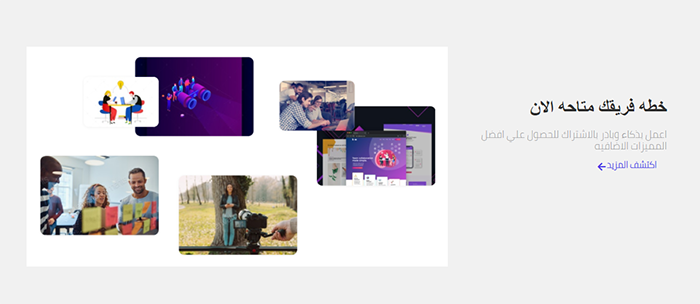 خطه فريقك متاحه الان
اعمل بذكاء وبادر بالاشتراك للحصول علي افضل
المميزات الاضافيه
اكتشف المزيد